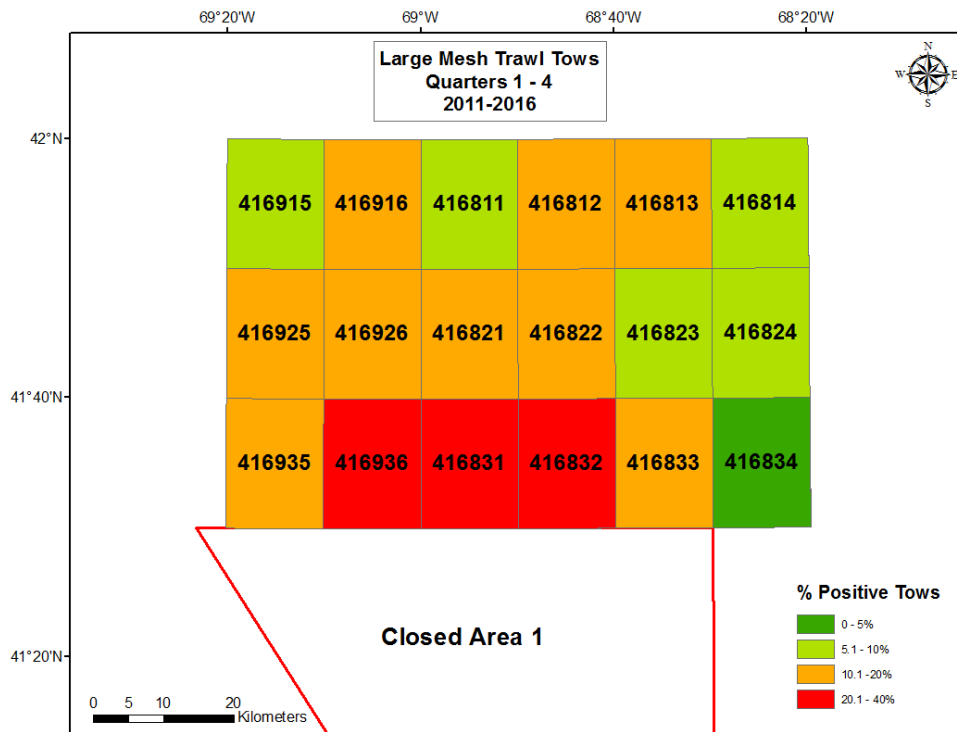 69°20'W 69°W 68°40'W 68°20'W
Large Mesh Trawl Tows
Quarters 1 - 4
2011-2016
N
W E
S
42°N
416915 416916 416811 416812 416813 416814
416925 416926 416821 416822 416823 416824
41°40'N
416935 416936 416831 416832 416833 416834
% Positive Tows
0 - 5%
5.1 - 10%
10.1 -20%
20.1 - 40%
Closed Area 1
41°20'N
0 5 10 20
Kilometers